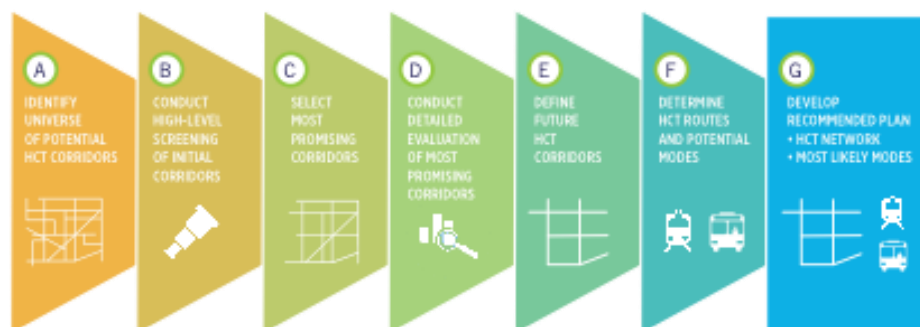 A
IDENTIFY
UNIVERSE
OF POTENTIAL
HCT CORRIDORS
B
CONDUCT
HIGH-LEVEL
SCREENING
OF INITIAL
CORRIDORS
C
SELECT
MOST
PROMISING
CORRIDORS
D
CONDUCT
DETAILED
EVALUATION
OF MOST
PROMISING
CORRIDORS
E
DEFINE
FUTURE
HCT
CORRIDORS
F
DETERMINE
HCT ROUTES
AND POTENTIAL
MODES
G
DEVELOP
RECOMMENDED PLAN
• HCT NETWORK
• MOST LIKELY MODES